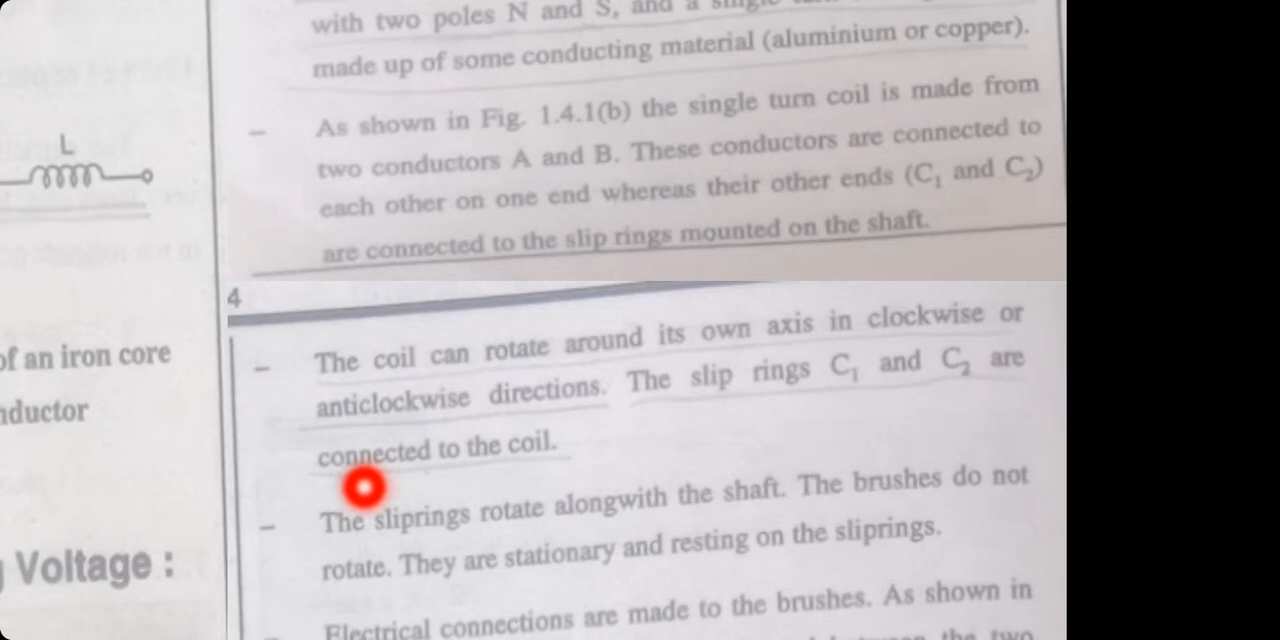 with two poles N and S, and a single
made up of some conducting material (aluminium or copper).
– As shown in Fig. 1.4.1(b) the single turn coil is made from
two conductors A and B. These conductors are connected to
each other on one end whereas their other ends (C₁ and C₂)
are connected to the slip rings mounted on the shaft.
L
4
– The coil can rotate around its own axis in clockwise or
anticlockwise directions. The slip rings C₁ and C₂ are
connected to the coil.
– The sliprings rotate alongwith the shaft. The brushes do not
rotate. They are stationary and resting on the sliprings.
Electrical connections are made to the brushes. As shown in
the two
of an iron core
Voltage :